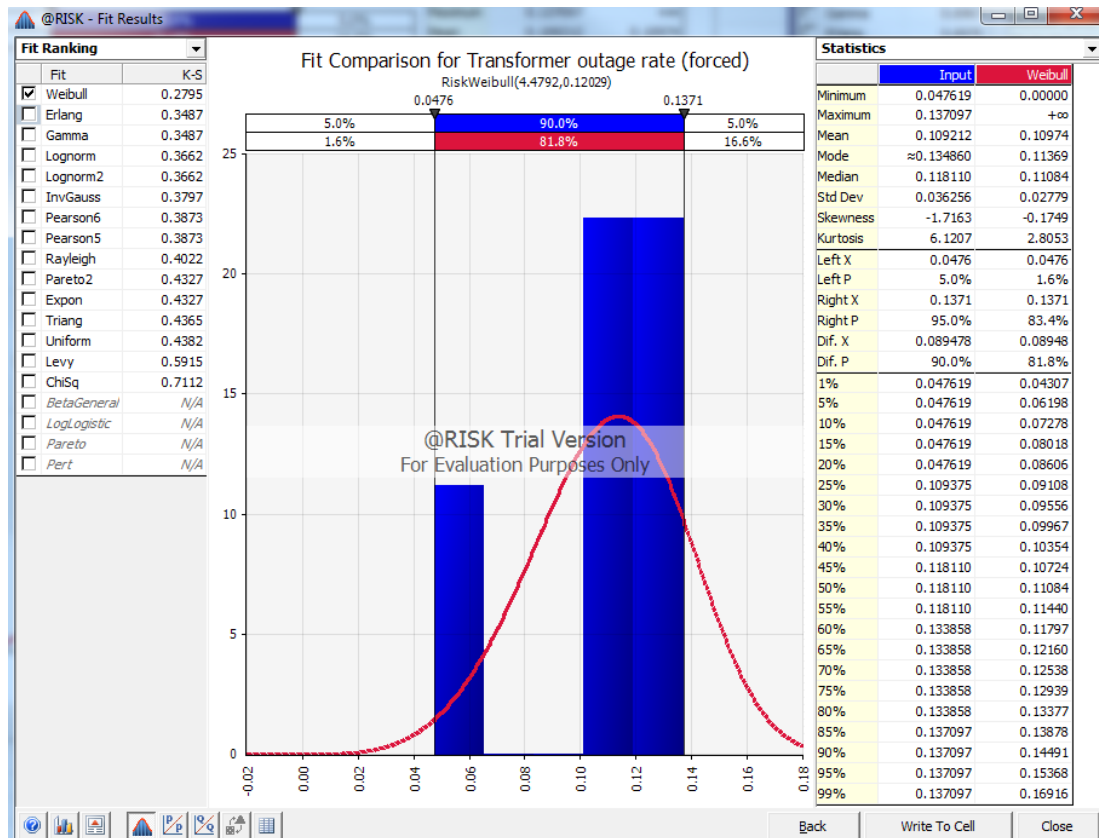 @RISK - Fit Results
Fit Ranking
Fit K-S
Weibull 0.2795
Erlang 0.3487
Gamma 0.3487
Lognorm 0.3662
Lognorm2 0.3662
InvGauss 0.3797
Pearson6 0.3873
Pearson5 0.3873
Rayleigh 0.4022
Pareto2 0.4327
Expon 0.4327
Triang 0.4365
Uniform 0.4382
Levy 0.5915
ChiSq 0.7112
BetaGeneral N/A
LogLogistic N/A
Pareto N/A
Pert N/A
Fit Comparison for Transformer outage rate (forced)
RiskWeibull(4.4792,0.12029)
0.0476 0.1371
5.0% 90.0% 5.0%
1.6% 81.8% 16.6%
25
20
15
10
5
0
@RISK Trial Version
For Evaluation Purposes Only
-0.02 0.00 0.02 0.04 0.06 0.08 0.10 0.12 0.14 0.16 0.18
Statistics
Input Weibull
Minimum 0.047619 0.00000
Maximum 0.137097 +∞
Mean 0.109212 0.10974
Mode ≈0.134860 0.11369
Median 0.118110 0.11084
Std Dev 0.036256 0.02779
Skewness -1.7163 -0.1749
Kurtosis 6.1207 2.8053
Left X 0.0476 0.0476
Left P 5.0% 1.6%
Right X 0.1371 0.1371
Right P 95.0% 83.4%
Dif. X 0.089478 0.08948
Dif. P 90.0% 81.8%
1% 0.047619 0.04307
5% 0.047619 0.06198
10% 0.047619 0.07278
15% 0.047619 0.08018
20% 0.047619 0.08606
25% 0.109375 0.09108
30% 0.109375 0.09556
35% 0.109375 0.09967
40% 0.109375 0.10354
45% 0.118110 0.10724
50% 0.118110 0.11084
55% 0.118110 0.11440
60% 0.133858 0.11797
65% 0.133858 0.12160
70% 0.133858 0.12538
75% 0.133858 0.12939
80% 0.133858 0.13377
85% 0.137097 0.13878
90% 0.137097 0.14491
95% 0.137097 0.15368
99% 0.137097 0.16916
P/P
Q/Q
Back Write To Cell Close